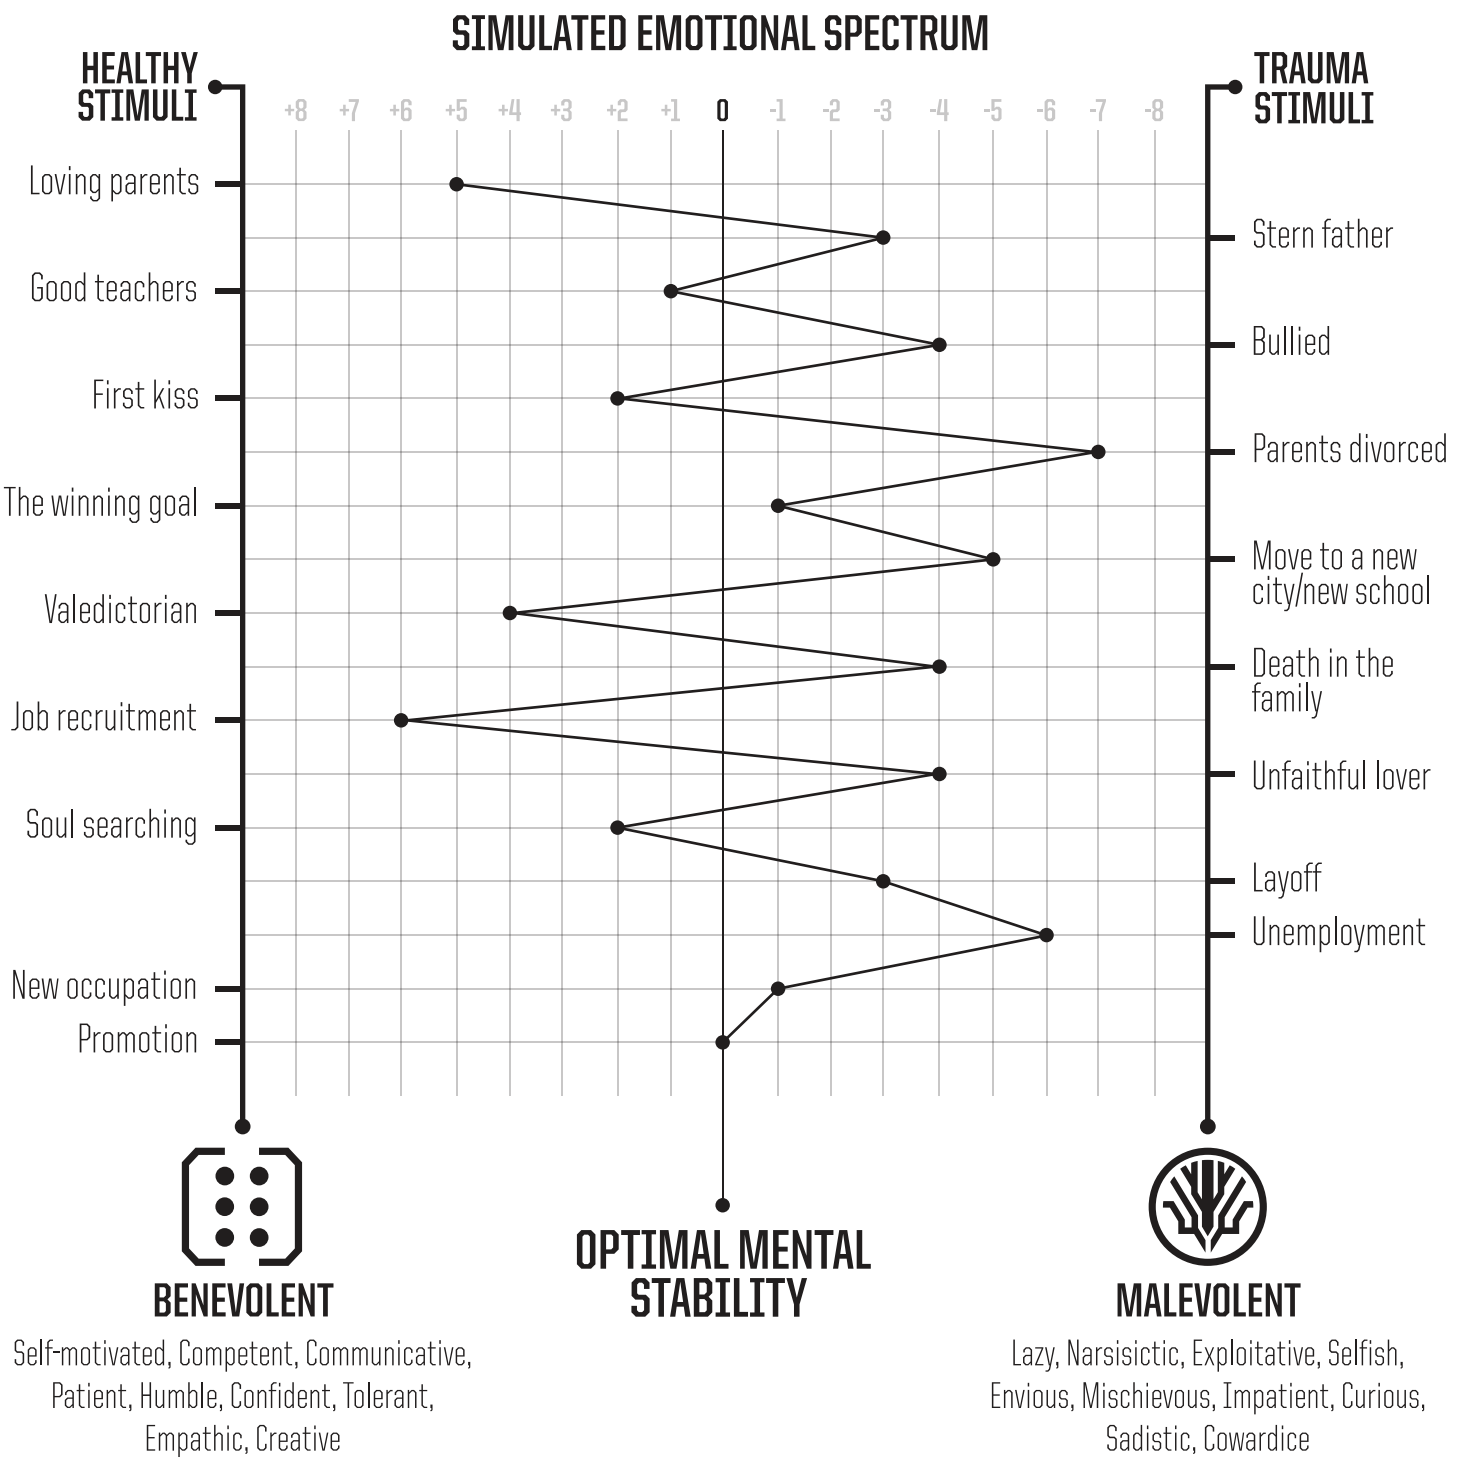 SIMULATED EMOTIONAL SPECTRUM
HEALTHY
STIMULI
TRAUMA
STIMULI
+8 +7 +6 +5 +4 +3 +2 +1 0 -1 -2 -3 -4 -5 -6 -7 -8
Loving parents
Stern father
Good teachers
Bullied
First kiss
Parents divorced
The winning goal
Move to a new
city/new school
Valedictorian
Death in the
family
Job recruitment
Unfaithful lover
Soul searching
Layoff
Unemployment
New occupation
Promotion
OPTIMAL MENTAL
STABILITY
BENEVOLENT
Self-motivated, Competent, Communicative,
Patient, Humble, Confident, Tolerant,
Empathic, Creative
MALEVOLENT
Lazy, Narsisictic, Exploitative, Selfish,
Envious, Mischievous, Impatient, Curious,
Sadistic, Cowardice